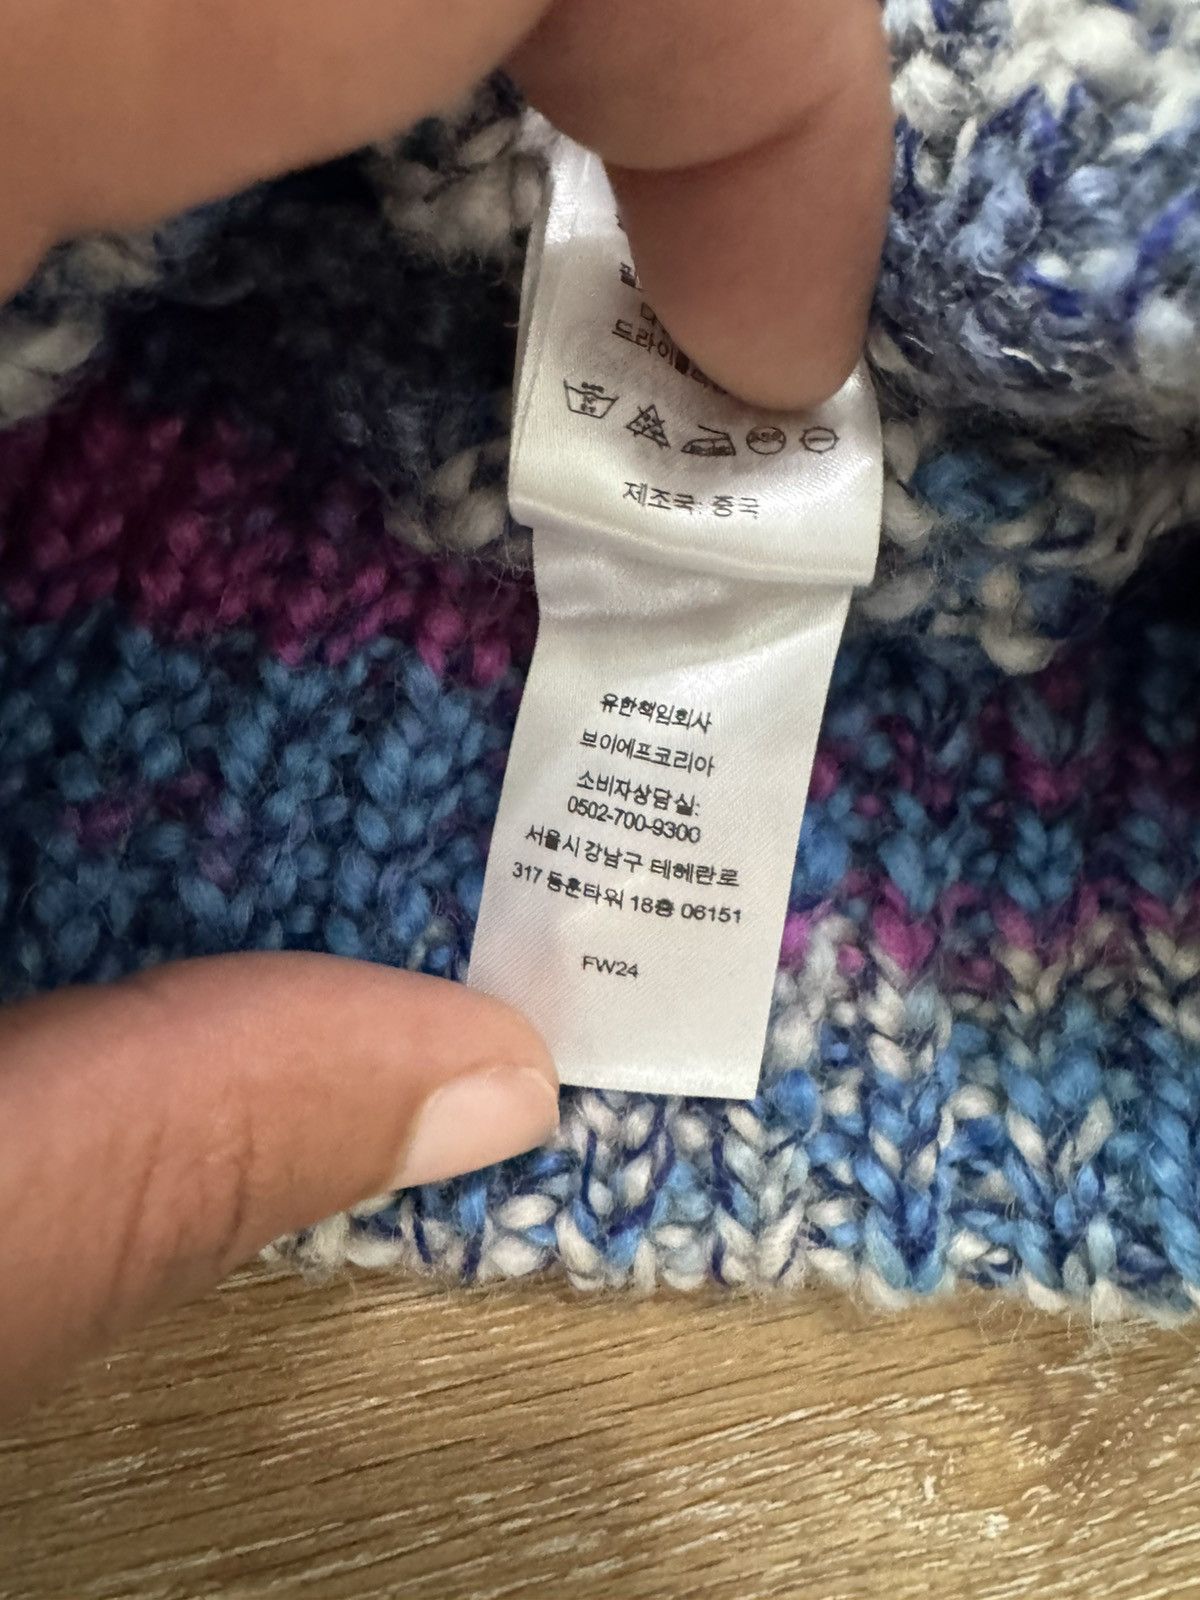 제조국: 중국
유한책임회사
브이에프코리아
소비자상담실:
0502-700-9300
서울시 강남구 테헤란로
317 동훈타워 18층 06151
FW24